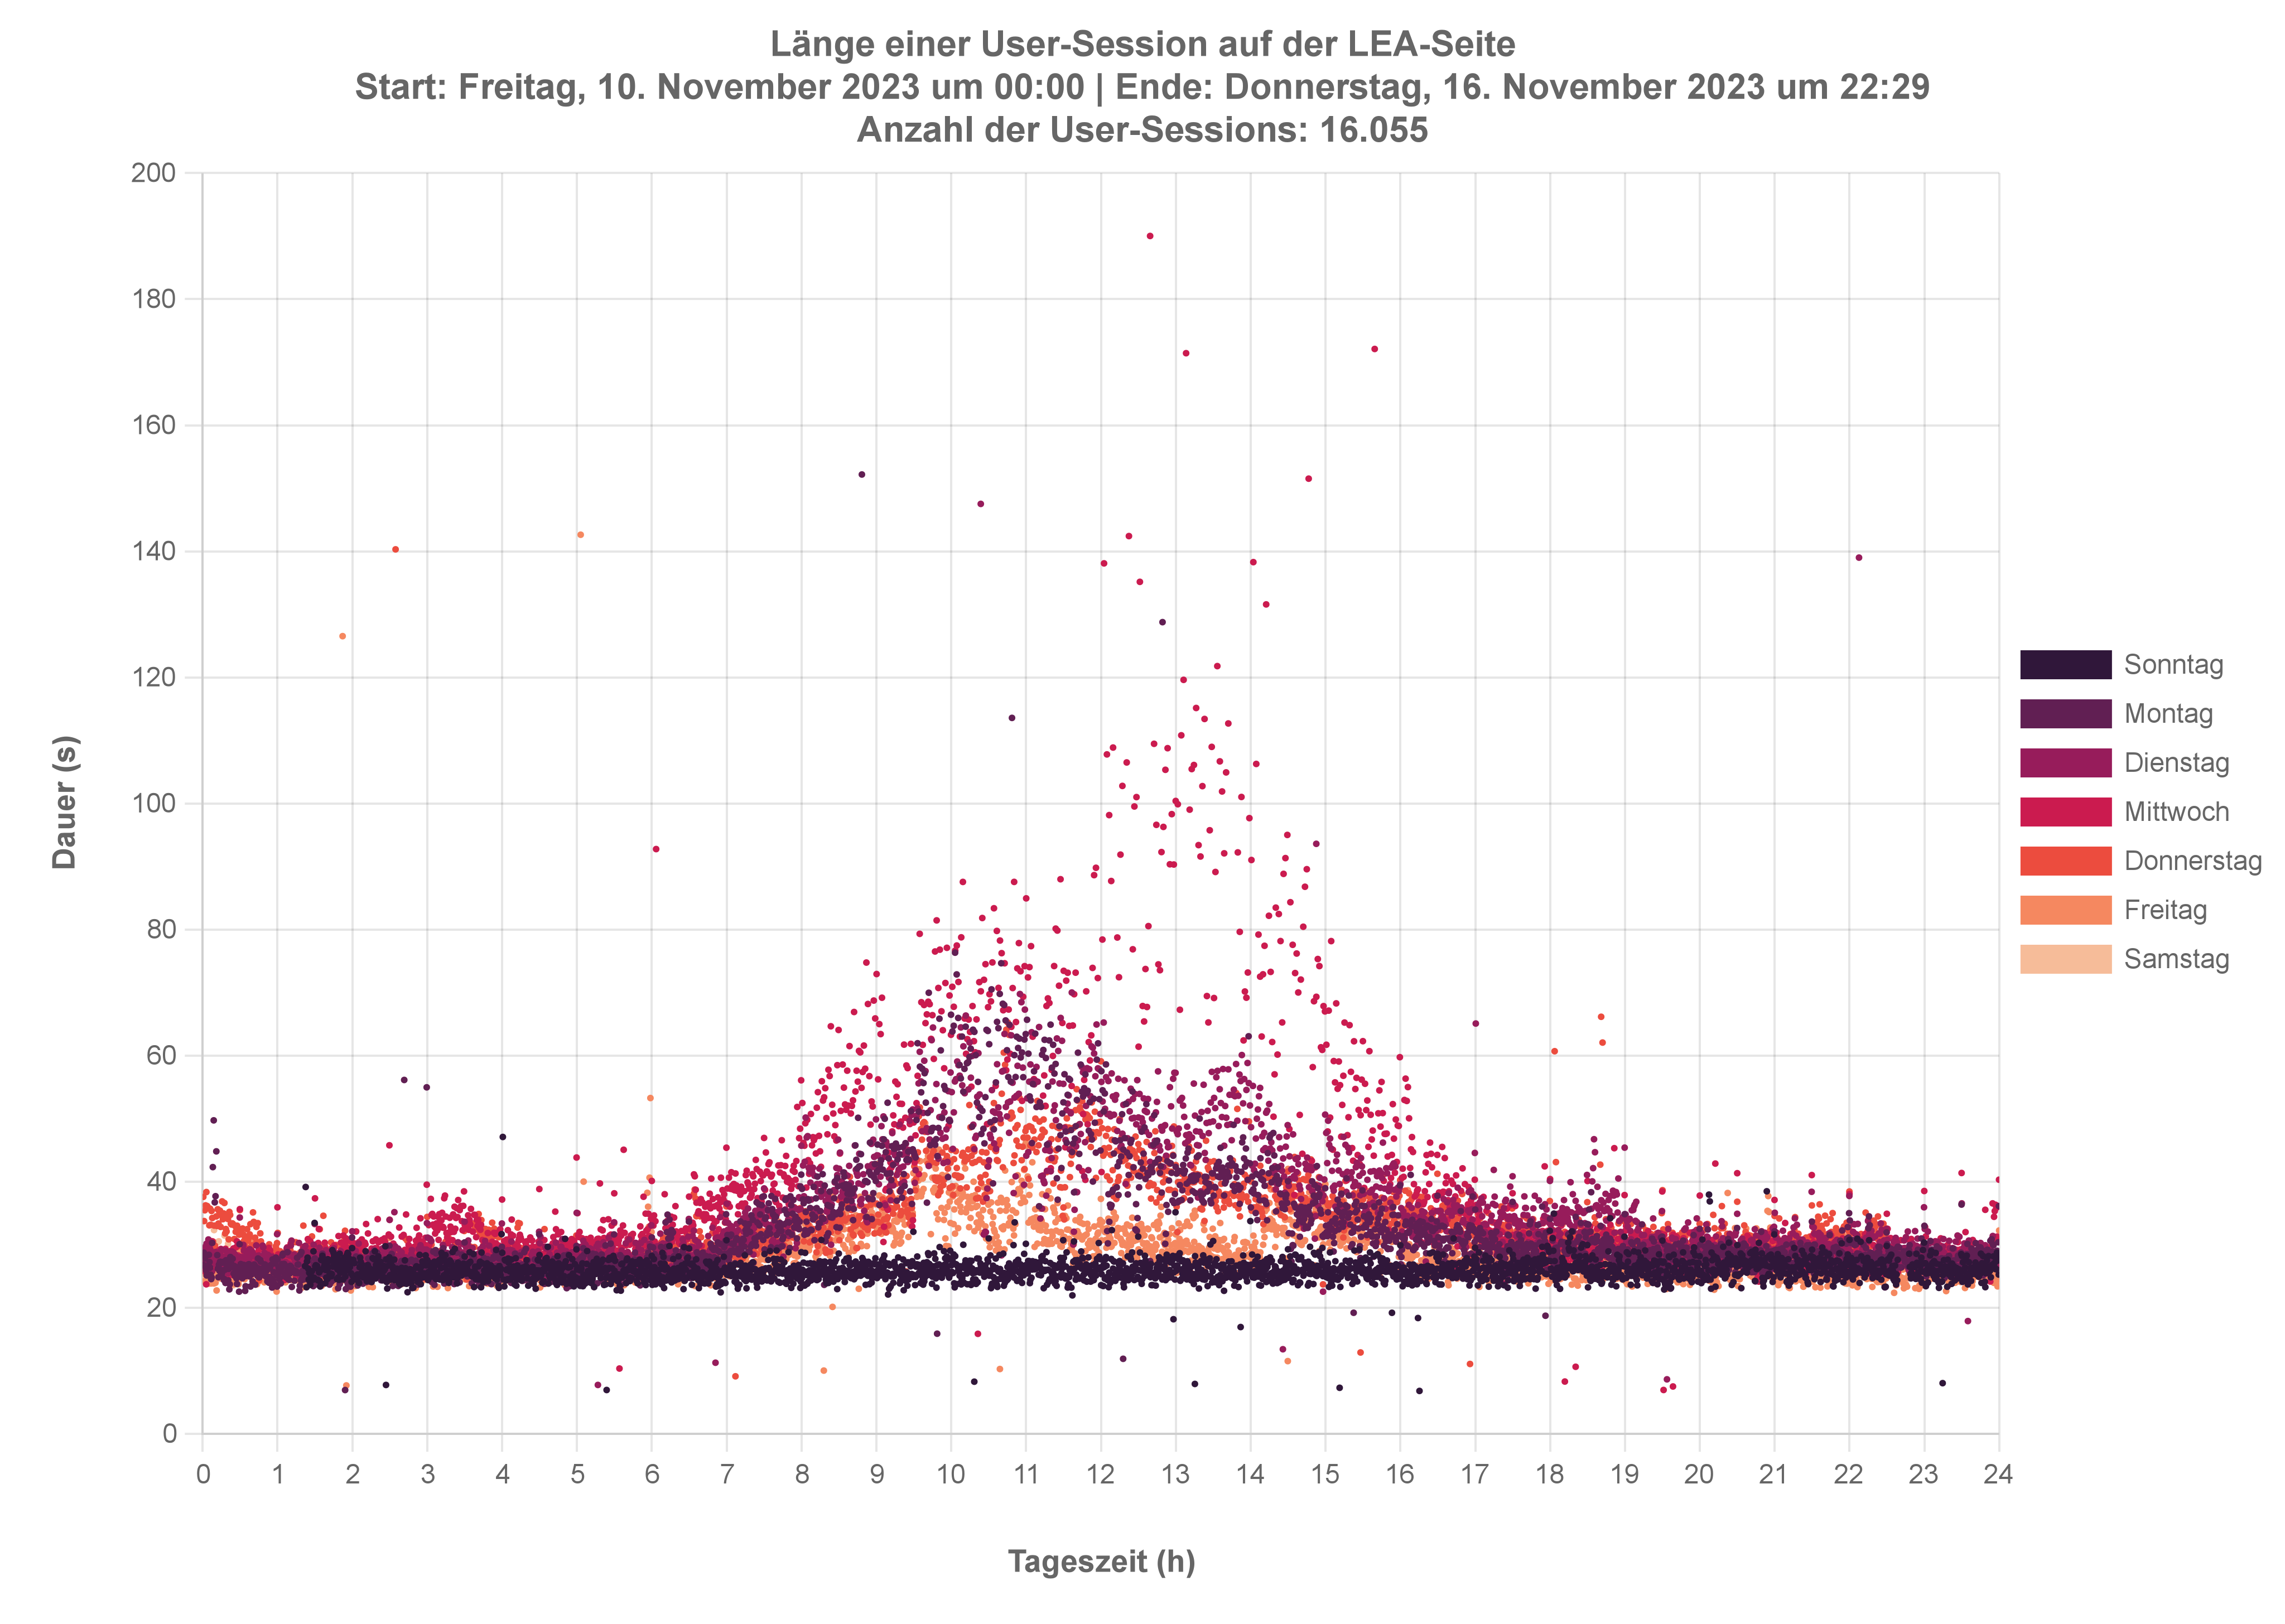 Länge einer User-Session auf der LEA-Seite
Start: Freitag, 10. November 2023 um 00:00 | Ende: Donnerstag, 16. November 2023 um 22:29
Anzahl der User-Sessions: 16.055
200
180
160
140
120
100
80
60
40
20
0
Dauer (s)
0 1 2 3 4 5 6 7 8 9 10 11 12 13 14 15 16 17 18 19 20 21 22 23 24
Tageszeit (h)
Sonntag
Montag
Dienstag
Mittwoch
Donnerstag
Freitag
Samstag